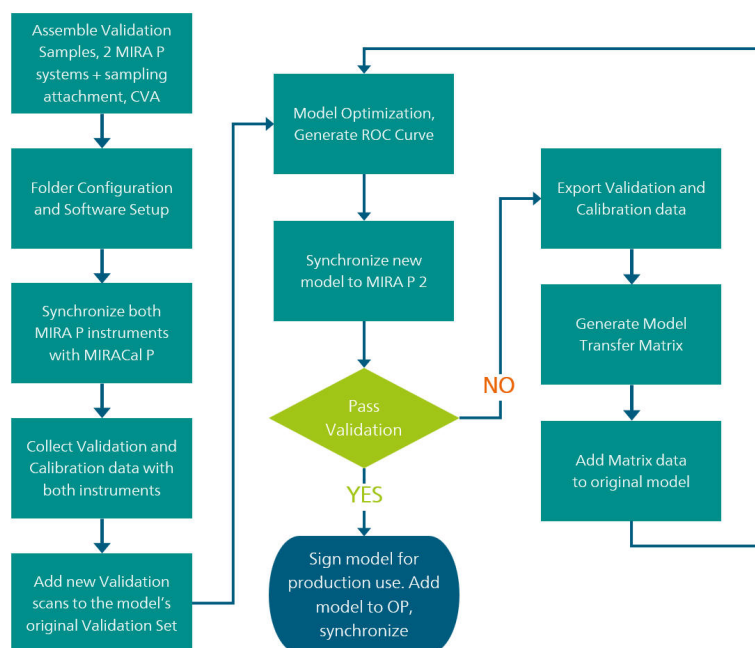 Assemble Validation
Samples, 2 MIRA P
systems + sampling
attachment, CVA
Folder Configuration
and Software Setup
Synchronize both
MIRA P instruments
with MIRACal P
Collect Validation and
Calibration data with
both instruments
Add new Validation
scans to the model's
original Validation Set
Model Optimization,
Generate ROC Curve
Synchronize new
model to MIRA P 2
Pass
Validation
YES
Sign model for
production use. Add
model to OP,
synchronize
NO
Export Validation and
Calibration data
Generate Model
Transfer Matrix
Add Matrix data
to original model